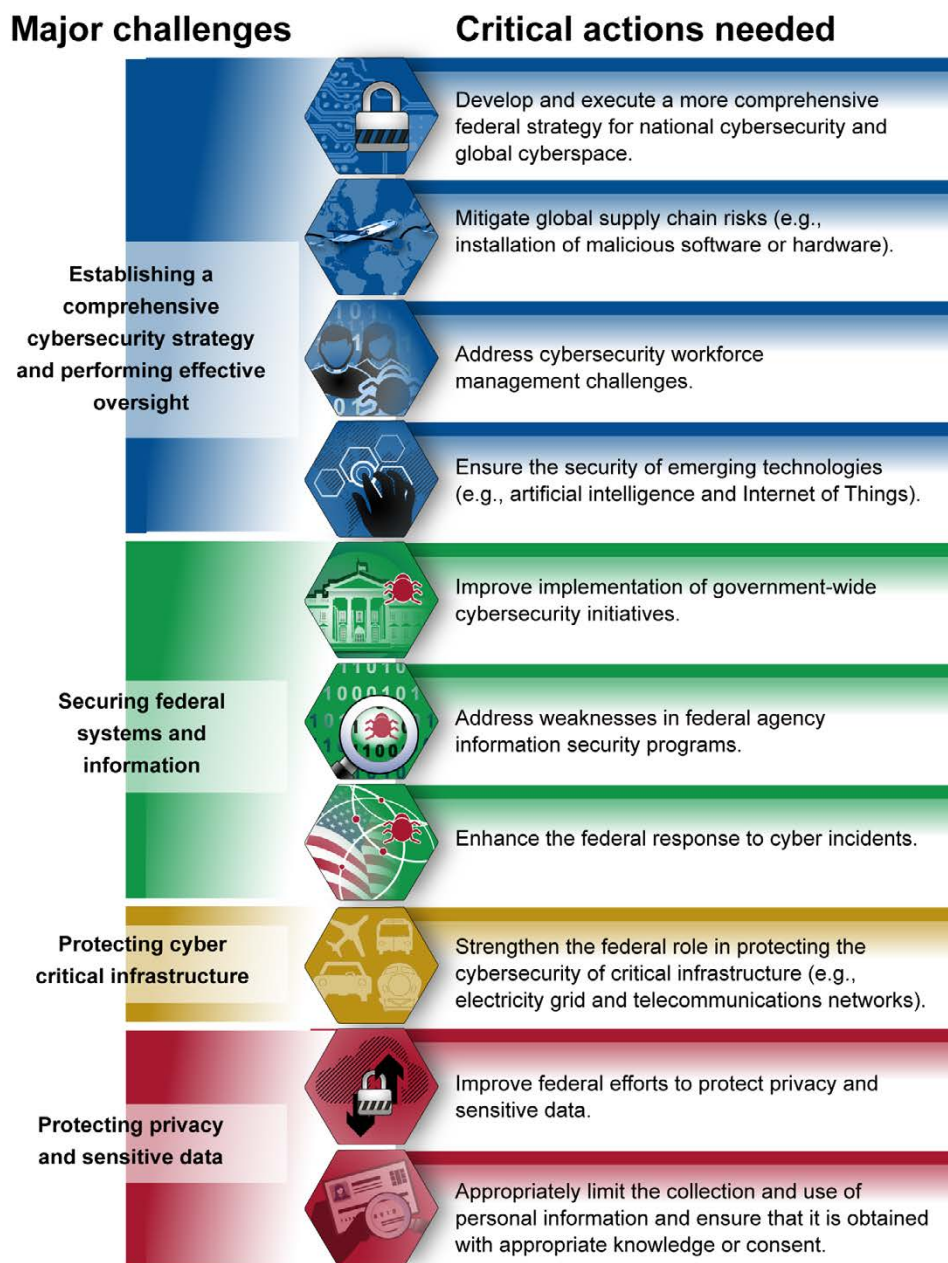 Major challenges
Critical actions needed
Establishing a
comprehensive
cybersecurity strategy
and performing effective
oversight
Develop and execute a more comprehensive
federal strategy for national cybersecurity and
global cyberspace.
Mitigate global supply chain risks (e.g.,
installation of malicious software or hardware).
Address cybersecurity workforce
management challenges.
Ensure the security of emerging technologies
(e.g., artificial intelligence and Internet of Things).
Securing federal
systems and
information
Improve implementation of government-wide
cybersecurity initiatives.
Address weaknesses in federal agency
information security programs.
Enhance the federal response to cyber incidents.
Protecting cyber
critical infrastructure
Strengthen the federal role in protecting the
cybersecurity of critical infrastructure (e.g.,
electricity grid and telecommunications networks).
Protecting privacy
and sensitive data
Improve federal efforts to protect privacy and
sensitive data.
Appropriately limit the collection and use of
personal information and ensure that it is obtained
with appropriate knowledge or consent.